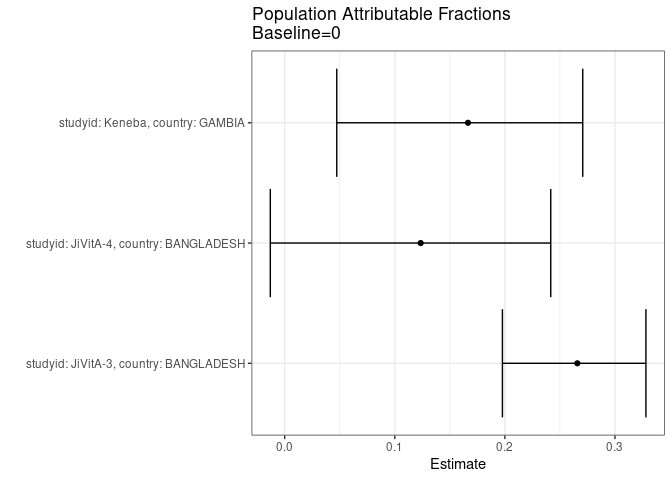 Population Attributable Fractions
Baseline=0
studyid: Keneba, country: GAMBIA
studyid: JiVitA-4, country: BANGLADESH
studyid: JiVitA-3, country: BANGLADESH
0.0 0.1 0.2 0.3
Estimate